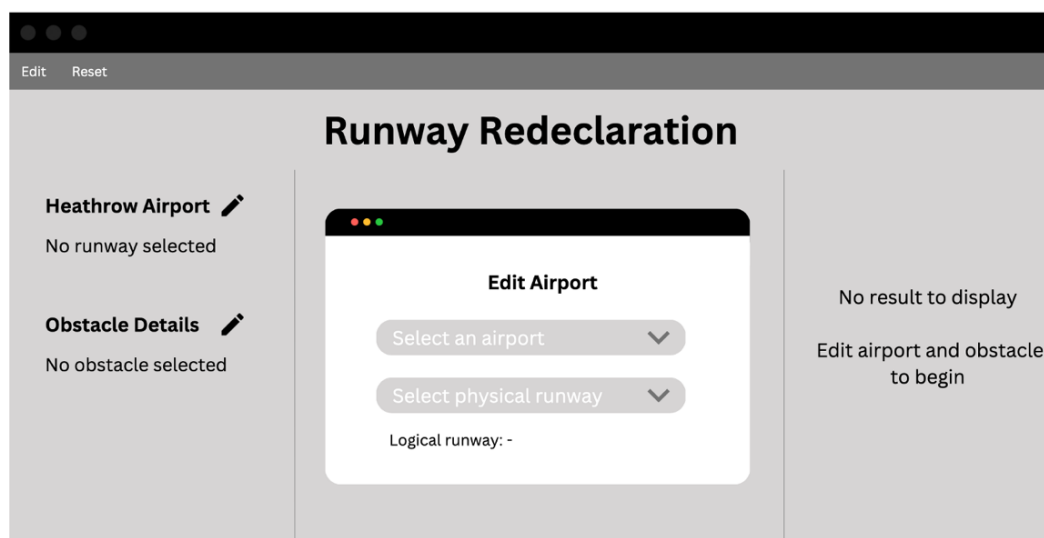 Edit Reset
Runway Redeclaration
Heathrow Airport
No runway selected
Obstacle Details
No obstacle selected
Edit Airport
Select an airport
Select physical runway
Logical runway: -
No result to display
Edit airport and obstacle
to begin